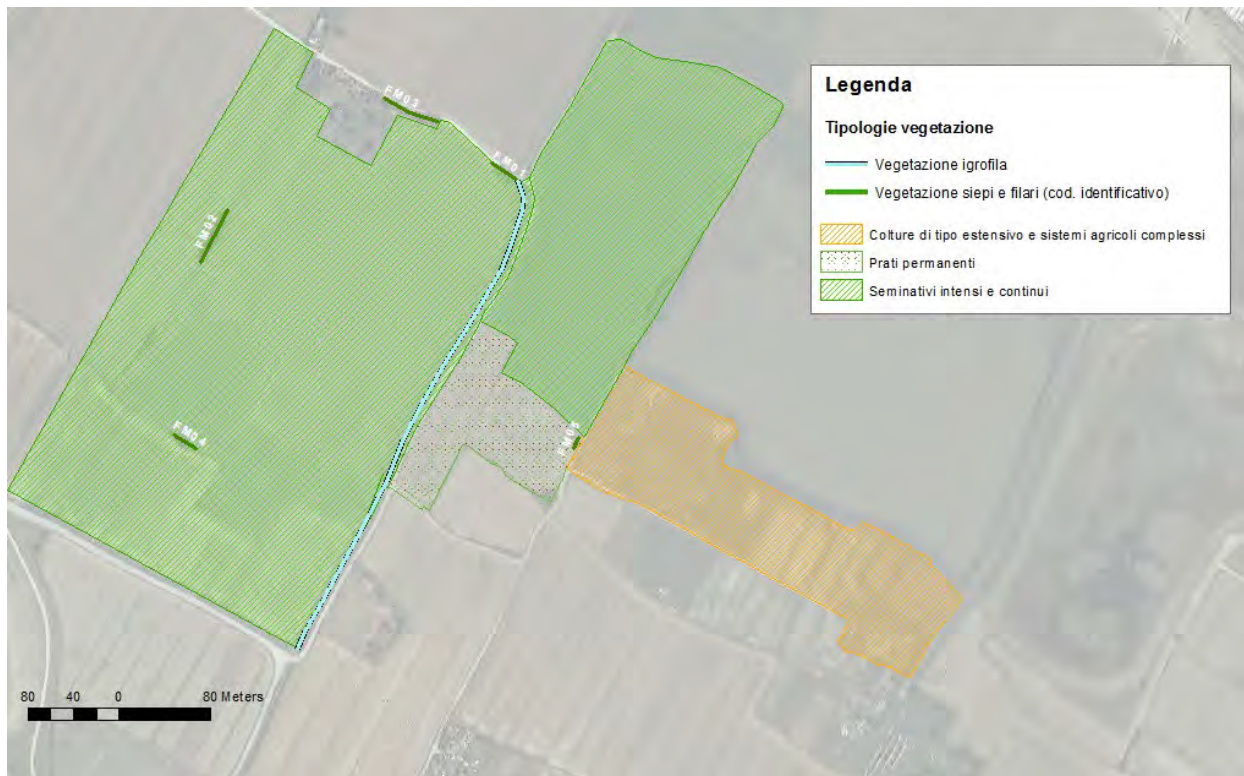 Legenda
Tipologie vegetazione
Vegetazione igrofila
Vegetazione siepi e filari (cod. identificativo)
Colture di tipo estensivo e sistemi agricoli complessi
Prati permanenti
Seminativi intensi e continui
FM03
FM01
FM02
FM04
FM05
80 40 0 80 Meters